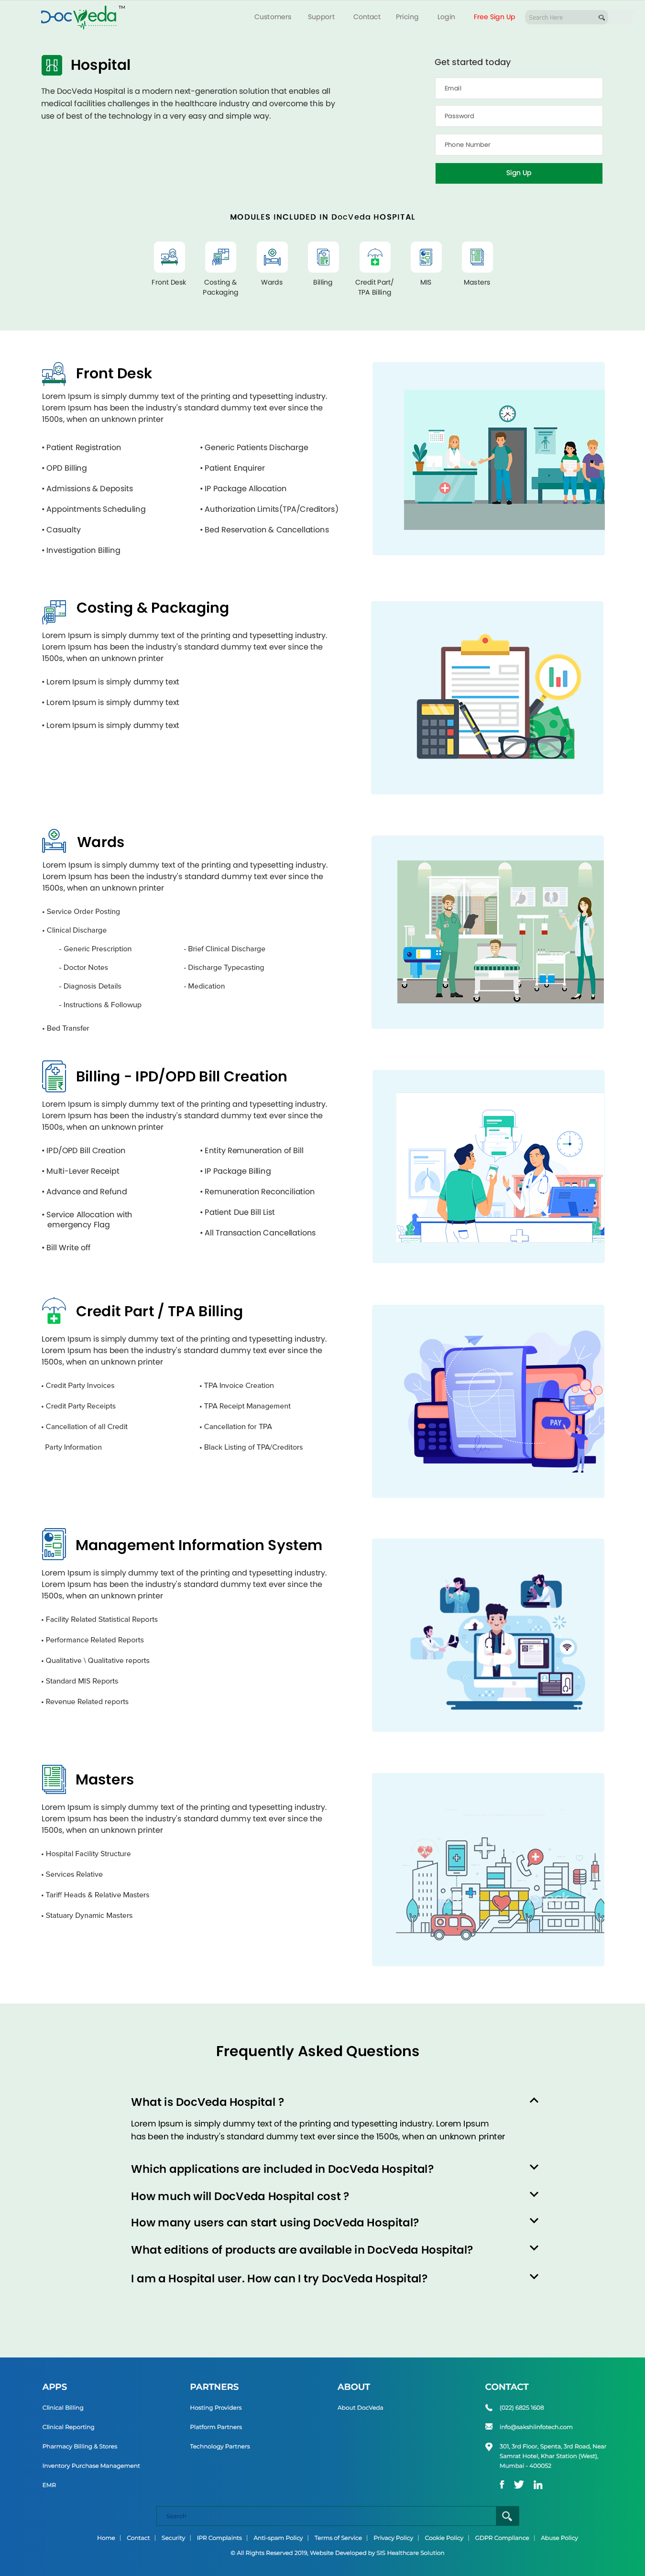 DocVeda™
Customers Support Contact Pricing Login Free Sign Up Search Here
Hospital
The DocVeda Hospital is a modern next-generation solution that enables all
medical facilities challenges in the healthcare industry and overcome this by
use of best of the technology in a very easy and simple way.
Get started today
Email
Password
Phone Number
Sign Up
MODULES INCLUDED IN DocVeda HOSPITAL
Front Desk
Costing &
Packaging
Wards
Billing
Credit Part/
TPA Billing
MIS
Masters
Front Desk
Lorem Ipsum is simply dummy text of the printing and typesetting industry.
Lorem Ipsum has been the industry's standard dummy text ever since the
1500s, when an unknown printer
• Patient Registration
• OPD Billing
• Admissions & Deposits
• Appointments Scheduling
• Casualty
• Investigation Billing
• Generic Patients Discharge
• Patient Enquirer
• IP Package Allocation
• Authorization Limits(TPA/Creditors)
• Bed Reservation & Cancellations
Costing & Packaging
Lorem Ipsum is simply dummy text of the printing and typesetting industry.
Lorem Ipsum has been the industry's standard dummy text ever since the
1500s, when an unknown printer
• Lorem Ipsum is simply dummy text
• Lorem Ipsum is simply dummy text
• Lorem Ipsum is simply dummy text
Wards
Lorem Ipsum is simply dummy text of the printing and typesetting industry.
Lorem Ipsum has been the industry's standard dummy text ever since the
1500s, when an unknown printer
• Service Order Posting
• Clinical Discharge
- Generic Prescription
- Doctor Notes
- Diagnosis Details
- Instructions & Followup
- Brief Clinical Discharge
- Discharge Typecasting
- Medication
• Bed Transfer
Billing - IPD/OPD Bill Creation
Lorem Ipsum is simply dummy text of the printing and typesetting industry.
Lorem Ipsum has been the industry's standard dummy text ever since the
1500s, when an unknown printer
• IPD/OPD Bill Creation
• Multi-Lever Receipt
• Advance and Refund
• Service Allocation with
emergency Flag
• Bill Write off
• Entity Remuneration of Bill
• IP Package Billing
• Remuneration Reconciliation
• Patient Due Bill List
• All Transaction Cancellations
Credit Part / TPA Billing
Lorem Ipsum is simply dummy text of the printing and typesetting industry.
Lorem Ipsum has been the industry's standard dummy text ever since the
1500s, when an unknown printer
• Credit Party Invoices
• Credit Party Receipts
• Cancellation of all Credit
Party Information
• TPA Invoice Creation
• TPA Receipt Management
• Cancellation for TPA
• Black Listing of TPA/Creditors
PAY
Management Information System
Lorem Ipsum is simply dummy text of the printing and typesetting industry.
Lorem Ipsum has been the industry's standard dummy text ever since the
1500s, when an unknown printer
• Facility Related Statistical Reports
• Performance Related Reports
• Qualitative \ Qualitative reports
• Standard MIS Reports
• Revenue Related reports
Masters
Lorem Ipsum is simply dummy text of the printing and typesetting industry.
Lorem Ipsum has been the industry's standard dummy text ever since the
1500s, when an unknown printer
• Hospital Facility Structure
• Services Relative
• Tariff Heads & Relative Masters
• Statuary Dynamic Masters
Frequently Asked Questions
What is DocVeda Hospital ?
Lorem Ipsum is simply dummy text of the printing and typesetting industry. Lorem Ipsum
has been the industry's standard dummy text ever since the 1500s, when an unknown printer
Which applications are included in DocVeda Hospital?
How much will DocVeda Hospital cost ?
How many users can start using DocVeda Hospital?
What editions of products are available in DocVeda Hospital?
I am a Hospital user. How can I try DocVeda Hospital?
APPS
Clinical Billing
Clinical Reporting
Pharmacy Billing & Stores
Inventory Purchase Management
EMR
PARTNERS
Hosting Providers
Platform Partners
Technology Partners
ABOUT
About DocVeda
CONTACT
(022) 6825 1608
info@sakshiinfotech.com
301, 3rd Floor, Spenta, 3rd Road, Near
Samrat Hotel, Khar Station (West),
Mumbai - 400052
Search
Home | Contact | Security | IPR Complaints | Anti-spam Policy | Terms of Service | Privacy Policy | Cookie Policy | GDPR Compliance | Abuse Policy
© All Rights Reserved 2019, Website Developed by SIS Healthcare Solution